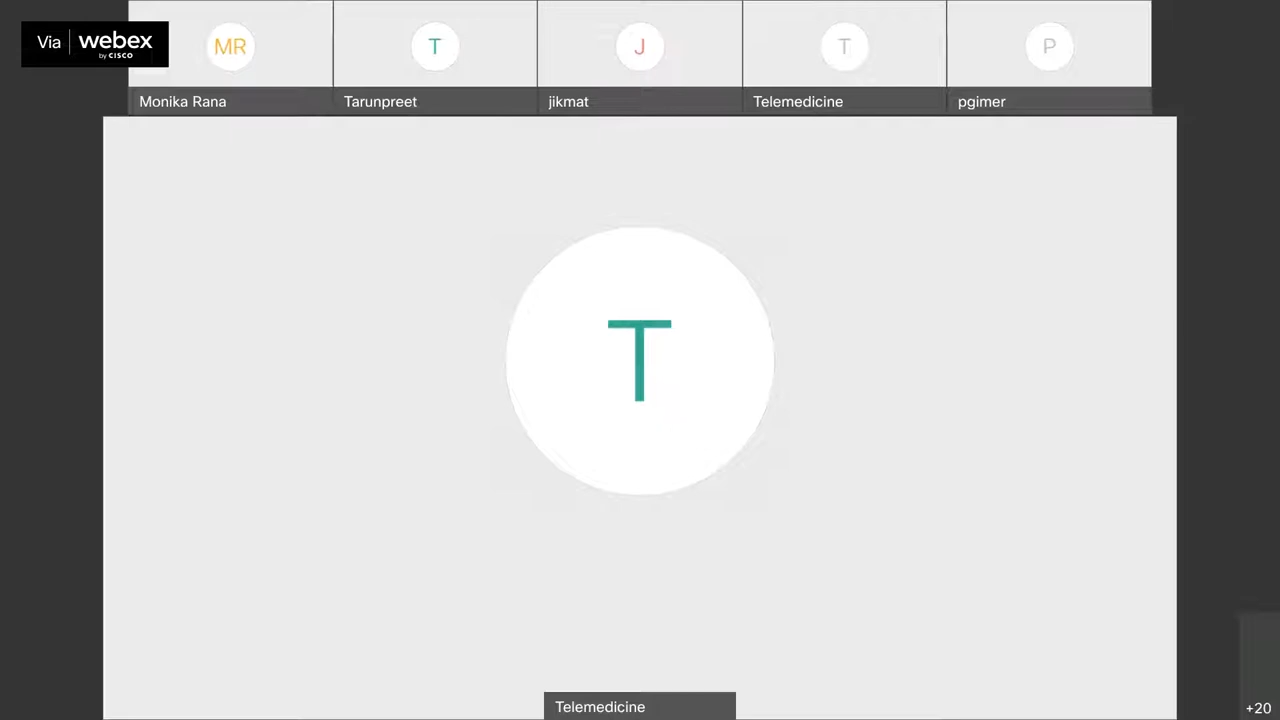 Via webex
by CISCO
MR
T
J
T
P
Monika Rana
Tarunpreet
jikmat
Telemedicine
pgimer
T
Telemedicine
+20